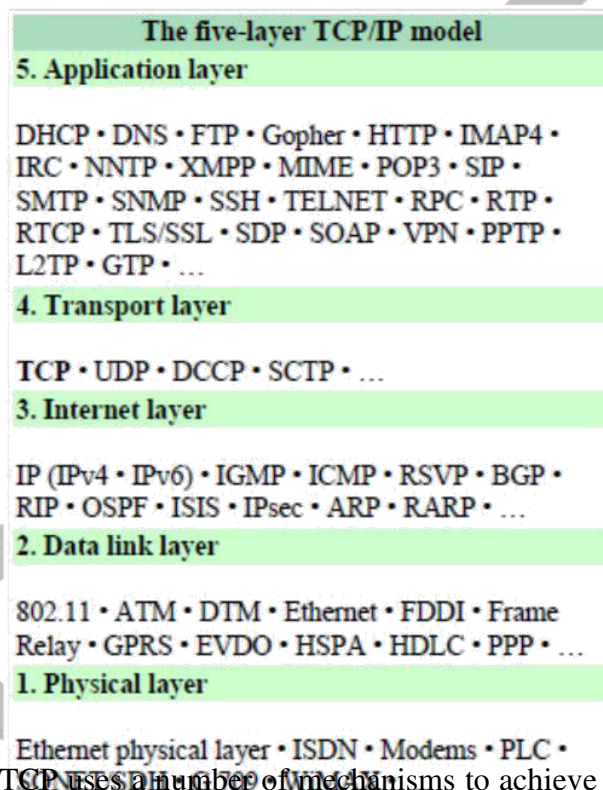 The five-layer TCP/IP model
5. Application layer
DHCP • DNS • FTP • Gopher • HTTP • IMAP4 •
IRC • NNTP • XMPP • MIME • POP3 • SIP •
SMTP • SNMP • SSH • TELNET • RPC • RTP •
RTCP • TLS/SSL • SDP • SOAP • VPN • PPTP •
L2TP • GTP • …
4. Transport layer
TCP • UDP • DCCP • SCTP • …
3. Internet layer
IP (IPv4 • IPv6) • IGMP • ICMP • RSVP • BGP •
RIP • OSPF • ISIS • IPsec • ARP • RARP • …
2. Data link layer
802.11 • ATM • DTM • Ethernet • FDDI • Frame
Relay • GPRS • EVDO • HSPA • HDLC • PPP • …
1. Physical layer
Ethernet physical layer • ISDN • Modems • PLC •
TCP uses a number of mechanisms to achieve